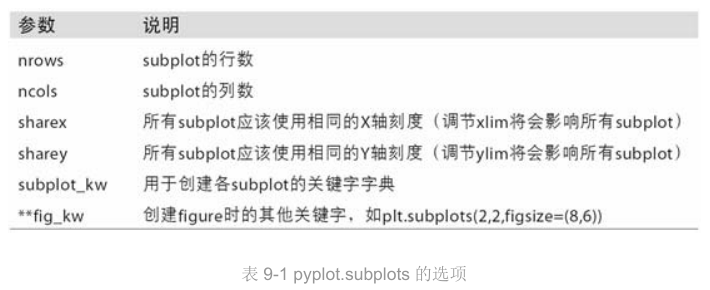 参数 说明
nrows subplot的行数
ncols subplot的列数
sharex 所有subplot应该使用相同的X轴刻度（调节xlim将会影响所有subplot）
sharey 所有subplot应该使用相同的Y轴刻度（调节ylim将会影响所有subplot）
subplot_kw 用于创建各subplot的关键字字典
**fig_kw 创建figure时的其他关键字，如plt.subplots(2,2,figsize=(8,6))
表 9-1 pyplot.subplots 的选项